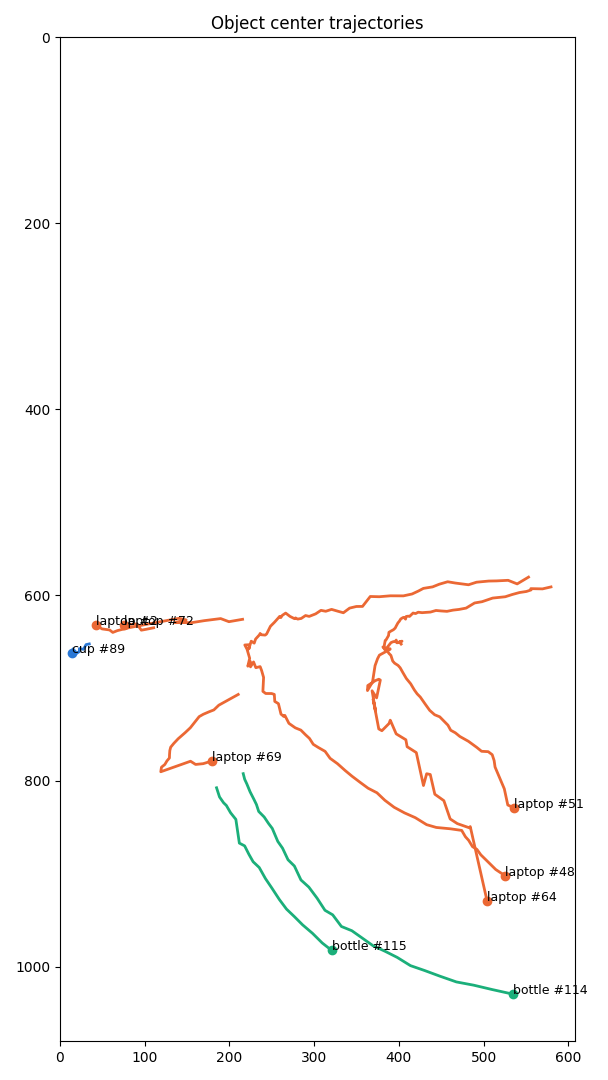 Object center trajectories
0
200
400
600
laptop #72
cup #89
laptop #69
800
laptop #51
laptop #48
laptop #64
bottle #115
1000
bottle #114
0 100 200 300 400 500 600